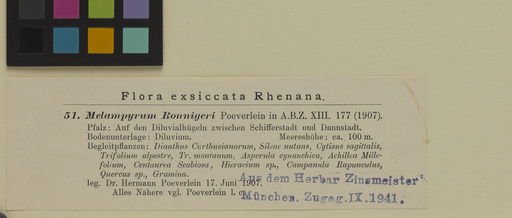 Flora exsiccata Rhenana.
51. Melampyrum Ronnigeri Poeverlein in A.B.Z. XIII. 177 (1907).
Pfalz: Auf den Diluvialhügeln zwischen Schifferstadt und Dannstadt.
Bodenunterlage: Diluvium. Meereshöhe: ca. 100 m.
Begleitpflanzen: Dianthus Carthusianorum, Silene nutans, Cytisus sagittalis,
Trifolium alpestre, Tr. montanum, Asperula cynanchica, Achillea Mille-
folium, Centaurea Scabiosa, Hieracium sp., Campanula Rapunculus,
Quercus sp., Gramina.
leg. Dr. Hermann Poeverlein 17. Juni 1907.
Alles Nähere vgl. Poeverlein l. c.
Aus dem Herbar Zinsmeister
München. Zugeg. IX. 1941.